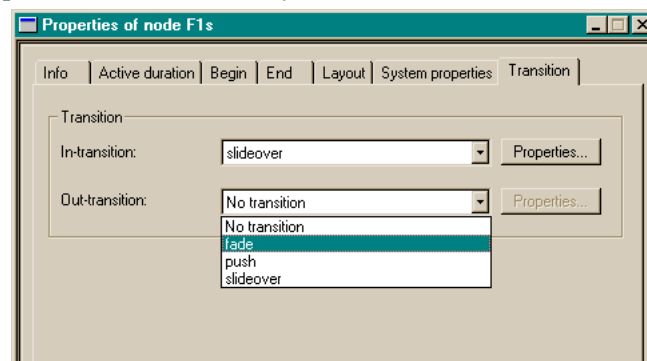 Properties of node F1s
Info Active duration Begin End Layout System properties Transition
Transition
In-transition: slideover Properties...
Out-transition: No transition Properties...
No transition
fade
push
slideover